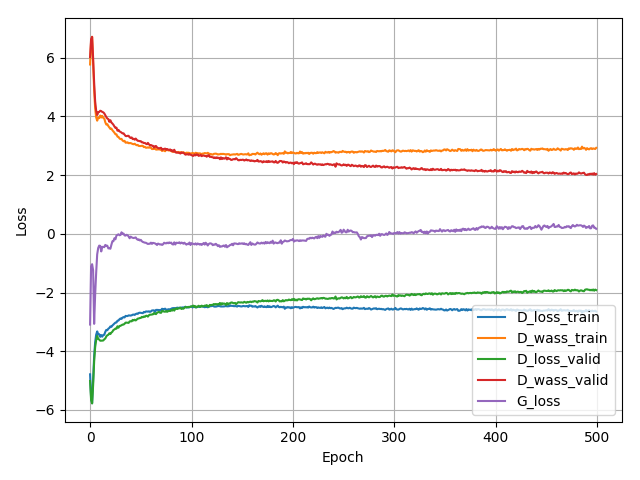 6
4
2
0
−2
−4
−6
Loss
0
100
200
300
400
500
Epoch
D_loss_train
D_wass_train
D_loss_valid
D_wass_valid
G_loss